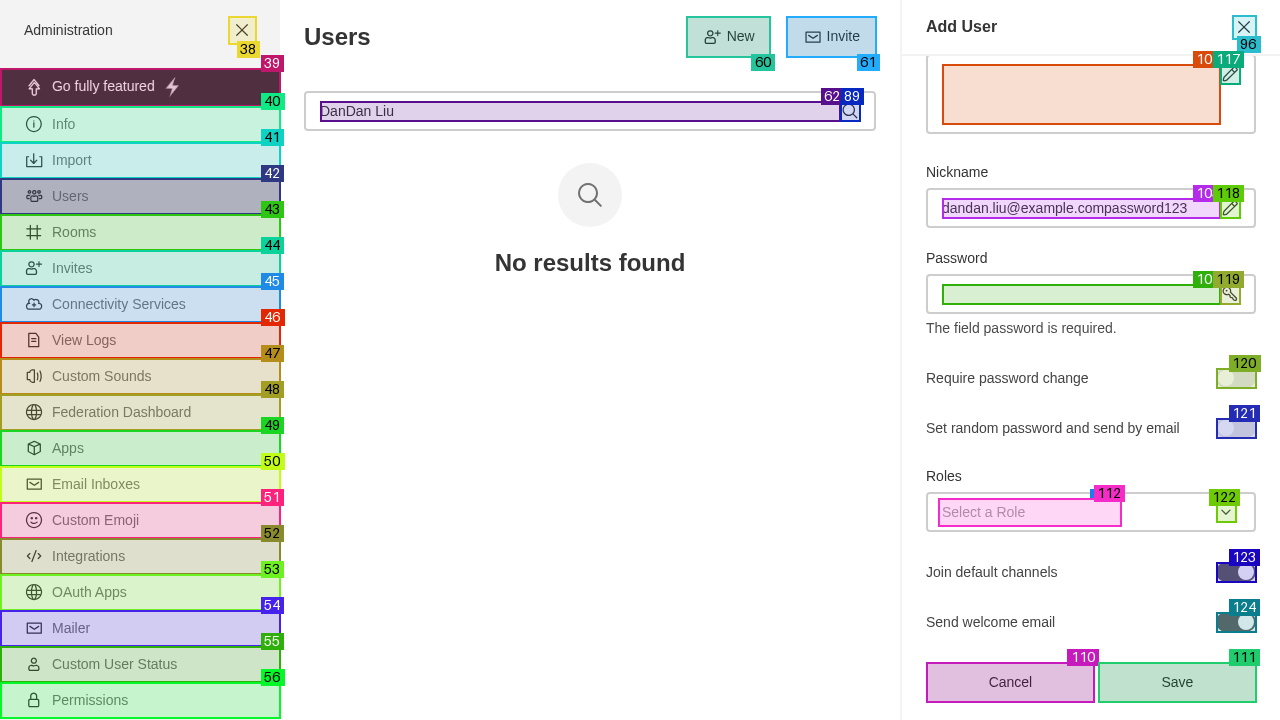 Administration
38
39
Go fully featured
40
Info
41
Import
42
Users
43
Rooms
44
Invites
45
Connectivity Services
46
View Logs
47
Custom Sounds
48
Federation Dashboard
49
Apps
50
Email Inboxes
51
Custom Emoji
52
Integrations
53
OAuth Apps
54
Mailer
55
Custom User Status
56
Permissions
Users
New
60
Invite
61
62
89
DanDan Liu
No results found
Add User
96
10
117
Nickname
10
118
dandan.liu@example.compassword123
Password
10
119
The field password is required.
120
Require password change
121
Set random password and send by email
Roles
112
122
Select a Role
123
Join default channels
124
Send welcome email
110
111
Cancel
Save